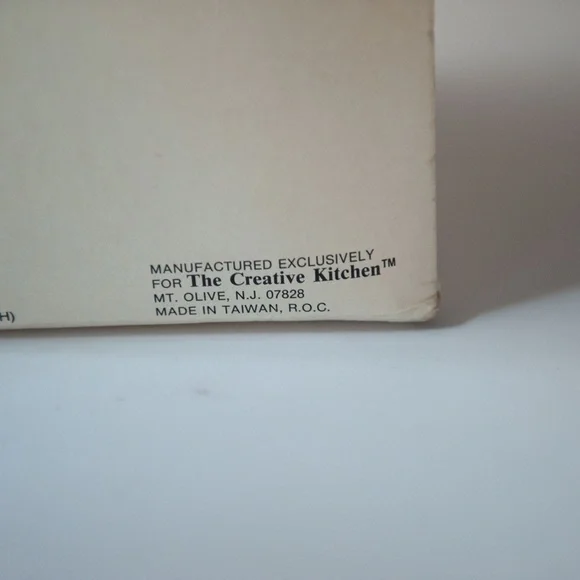 MANUFACTURED EXCLUSIVELY
FOR The Creative Kitchen™
MT. OLIVE, N.J. 07828
MADE IN TAIWAN, R.O.C.
H)